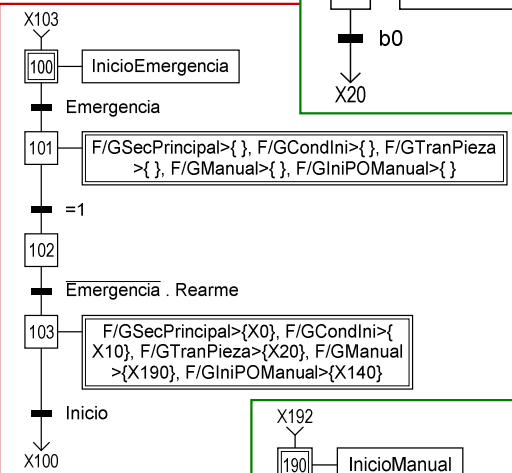 X103
100
InicioEmergencia
Emergencia
101
F/GSecPrincipal>{ }, F/GCondIni>{ }, F/GTranPieza
>{ }, F/GManual>{ }, F/GIniPOManual>{ }
=1
102
Emergencia . Rearme
103
F/GSecPrincipal>{X0}, F/GCondIni>{
X10}, F/GTranPieza>{X20}, F/GManual
>{X190}, F/GIniPOManual>{X140}
Inicio
X100
b0
X20
X192
190
InicioManual